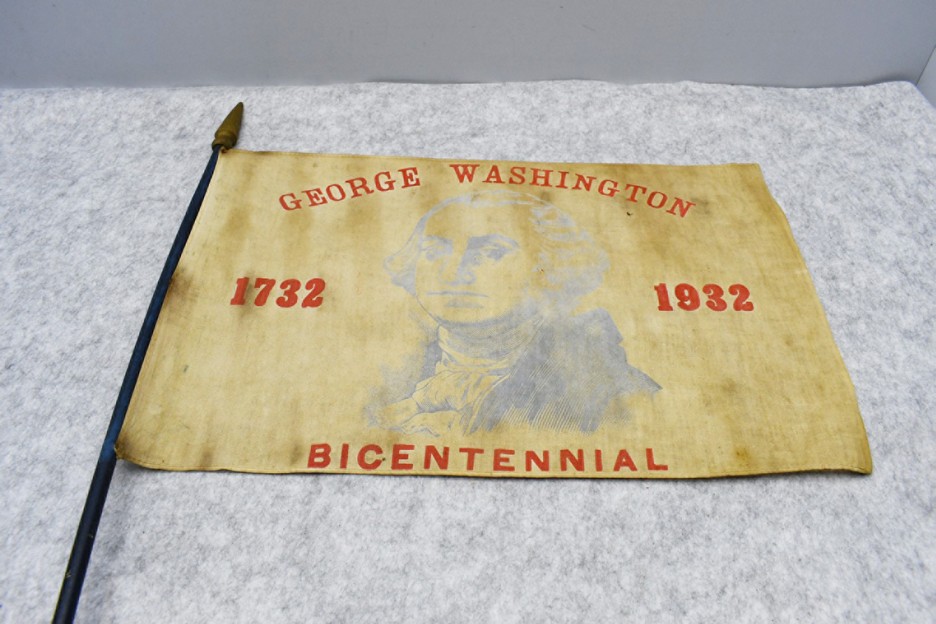 GEORGE WASHINGTON
1732 1932
BICENTENNIAL